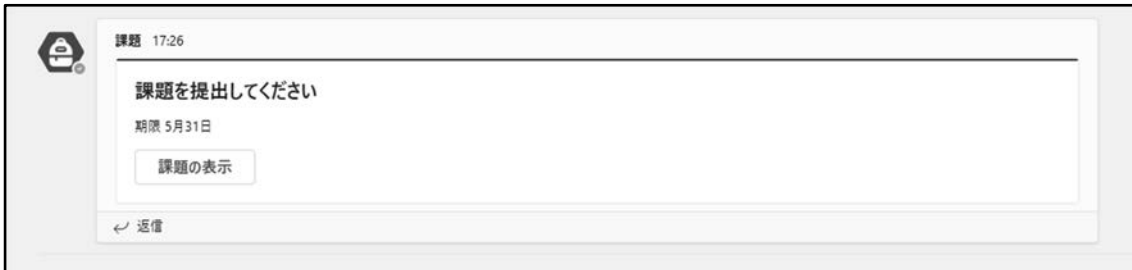 課題 17:26
課題を提出してください
期限 5月31日
課題の表示
返信